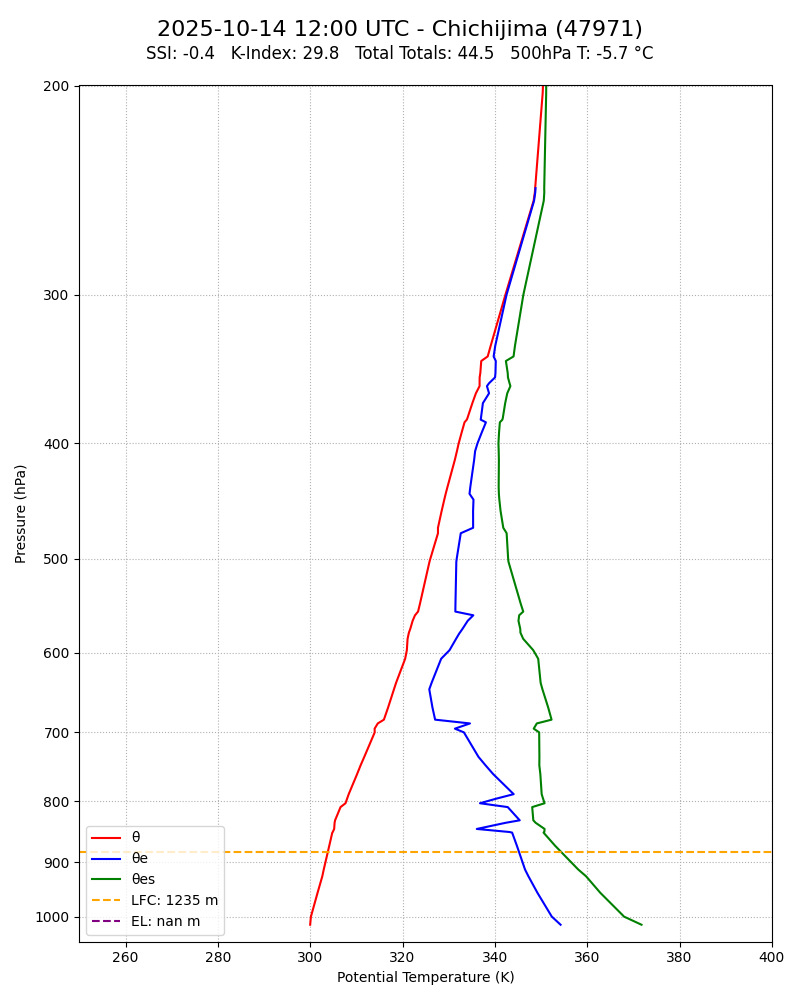 2025-10-14 12:00 UTC - Chichijima (47971)
SSI: -0.4   K-Index: 29.8   Total Totals: 44.5   500hPa T: -5.7 °C
200
300
400
500
600
700
800
900
1000
Pressure (hPa)
θ
θe
θes
LFC: 1235 m
EL: nan m
260 280 300 320 340 360 380 400
Potential Temperature (K)